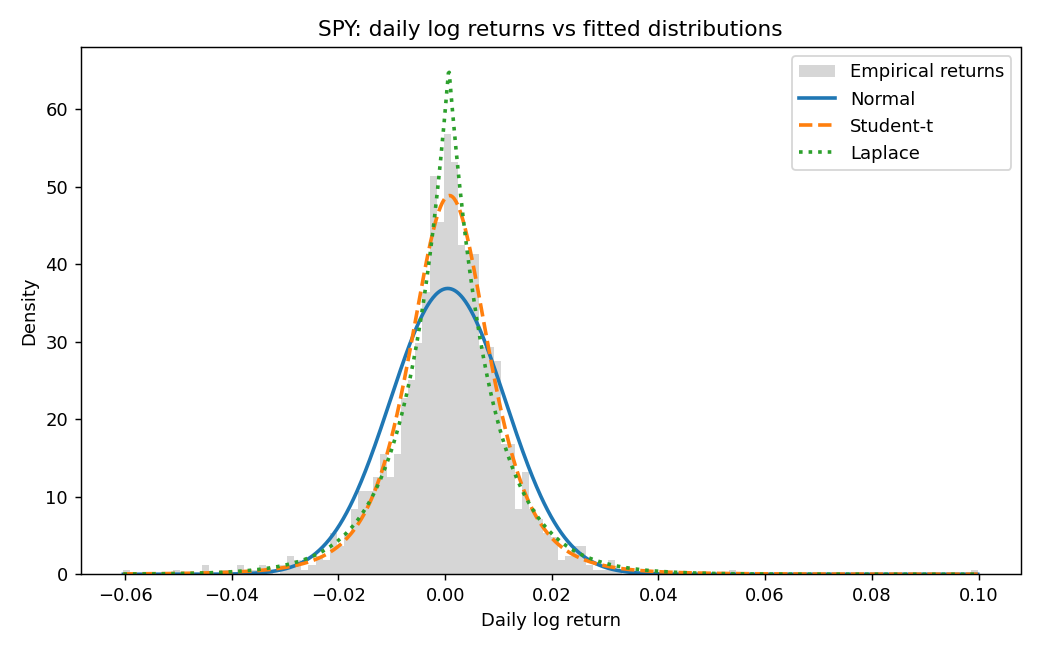 SPY: daily log returns vs fitted distributions
Empirical returns
Normal
Student-t
Laplace
Density
60
50
40
30
20
10
0
−0.06 −0.04 −0.02 0.00 0.02 0.04 0.06 0.08 0.10
Daily log return